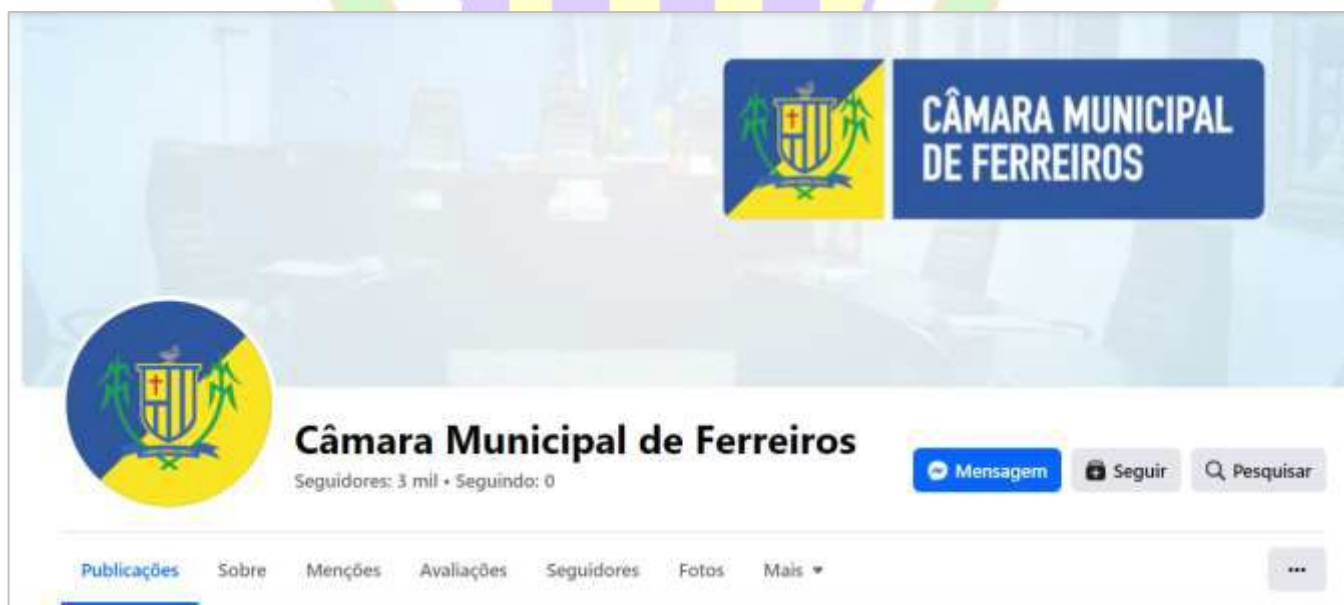 CÂMARA MUNICIPAL
DE FERREIROS
Câmara Municipal de Ferreiros
Seguidores: 3 mil • Seguindo: 0
Mensagem Seguir Pesquisar
Publicações Sobre Menções Avaliações Seguidores Fotos Mais